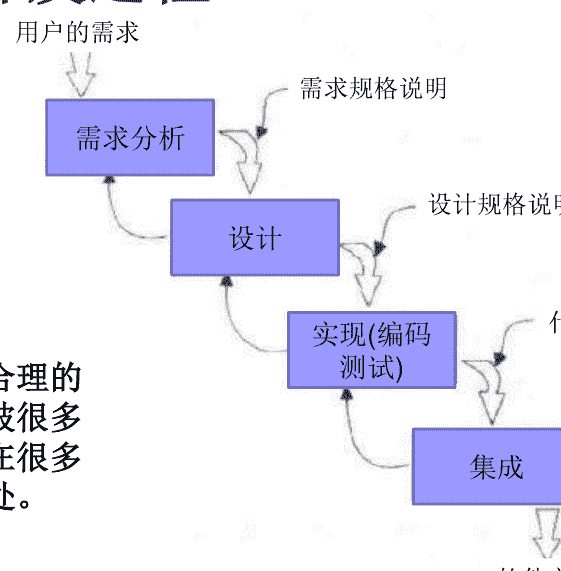 用户的需求
需求规格说明
需求分析
设计规格说明
设计
实现(编码
测试)
合理的
被很多
在很多
处。
集成